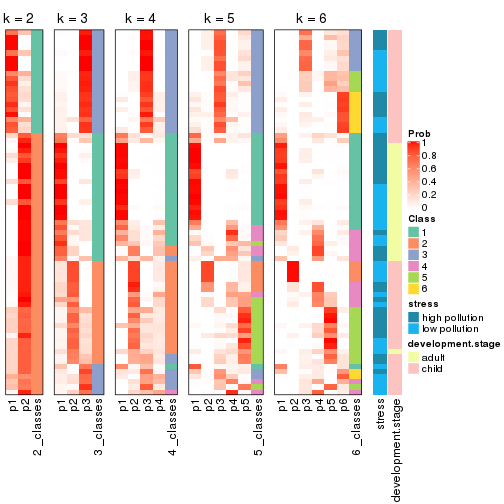 k = 2
k = 3
k = 4
k = 5
k = 6
p1
p2
2_classes
p1
p2
p3
3_classes
p1
p2
p3
p4
4_classes
p1
p2
p3
p4
p5
5_classes
p1
p2
p3
p4
p5
p6
6_classes
stress
development.stage
Prob
1
0.8
0.6
0.4
0.2
0
Class
1
2
3
4
5
6
stress
high pollution
low pollution
development.stage
adult
child